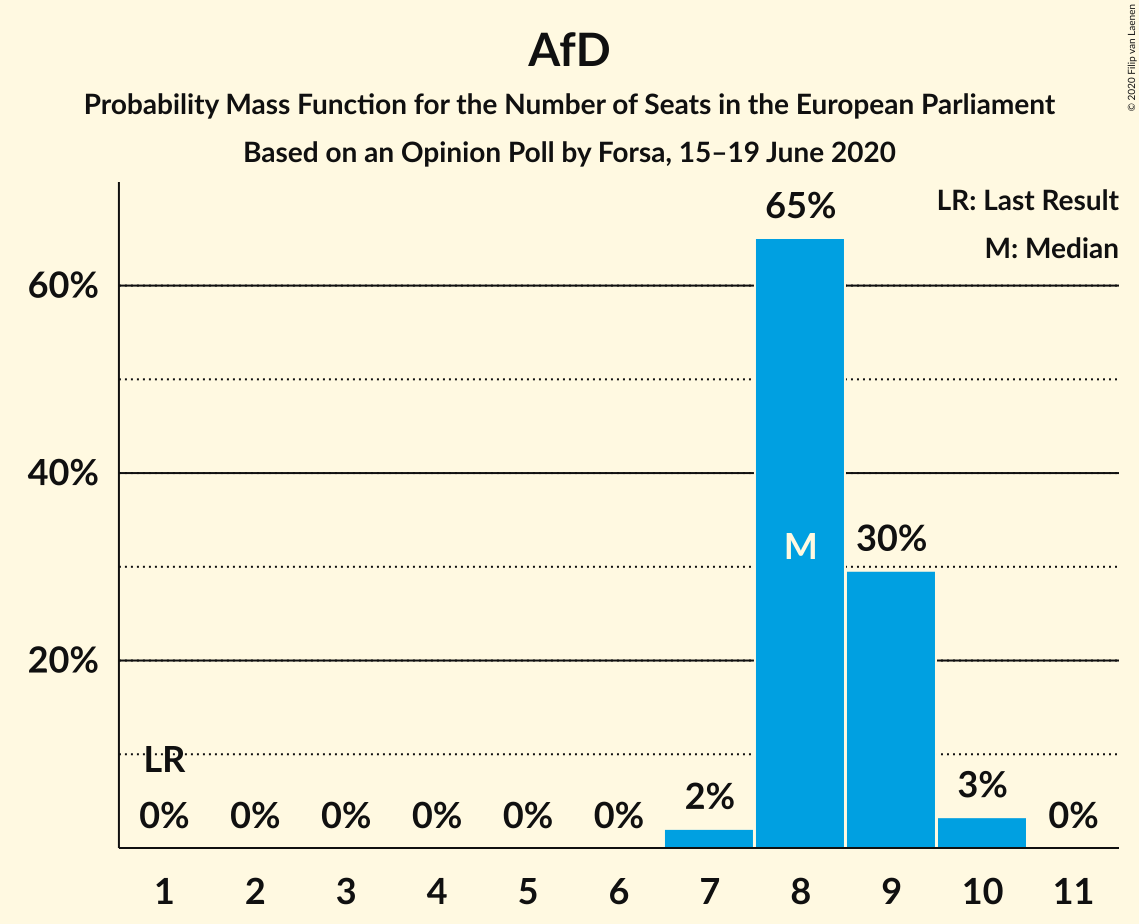 AfD
Probability Mass Function for the Number of Seats in the European Parliament
Based on an Opinion Poll by Forsa, 15–19 June 2020
© 2020 Filip van Laenen
LR: Last Result
M: Median
60%
40%
20%
LR
0%
0%
0%
0%
0%
0%
2%
65%
M
30%
3%
0%
1 2 3 4 5 6 7 8 9 10 11